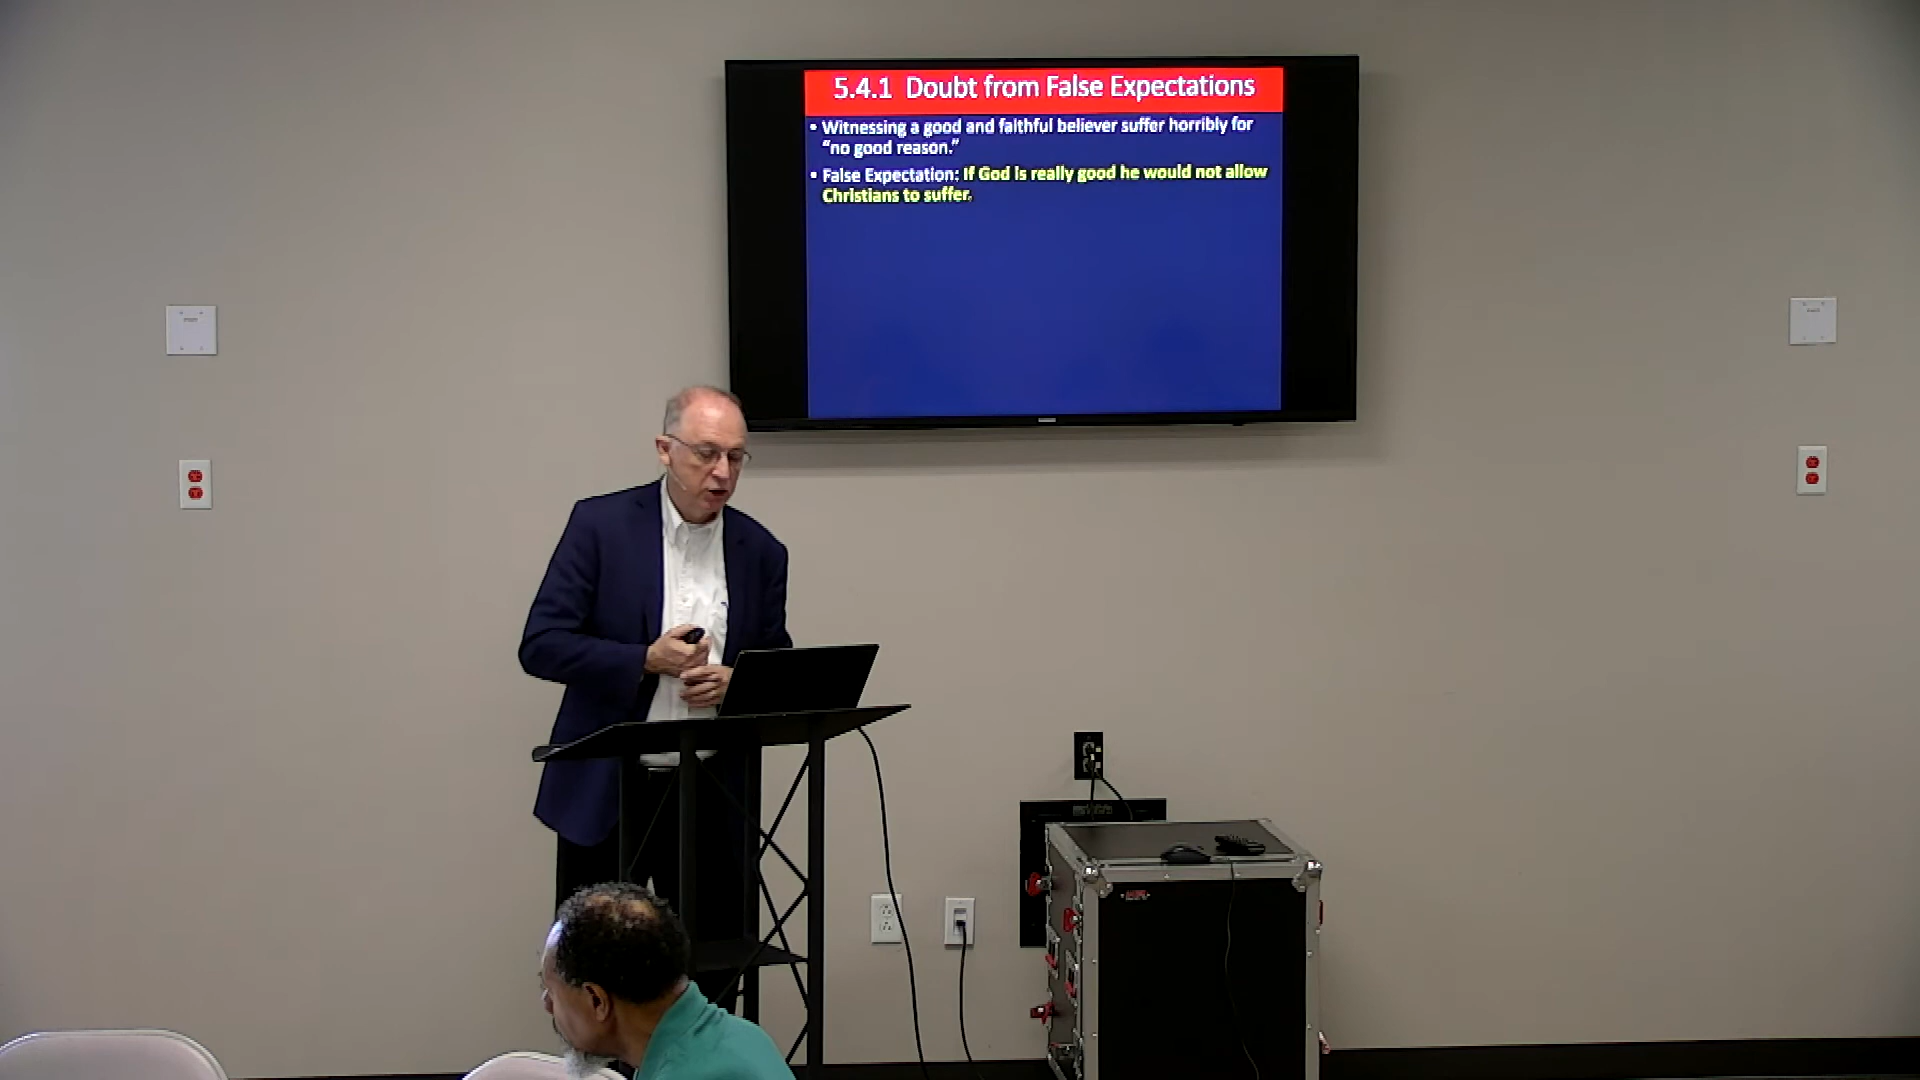 5.4.1 Doubt from False Expectations
• Witnessing a good and faithful believer suffer horribly for
“no good reason.”
• False Expectation: If God is really good he would not allow
Christians to suffer.